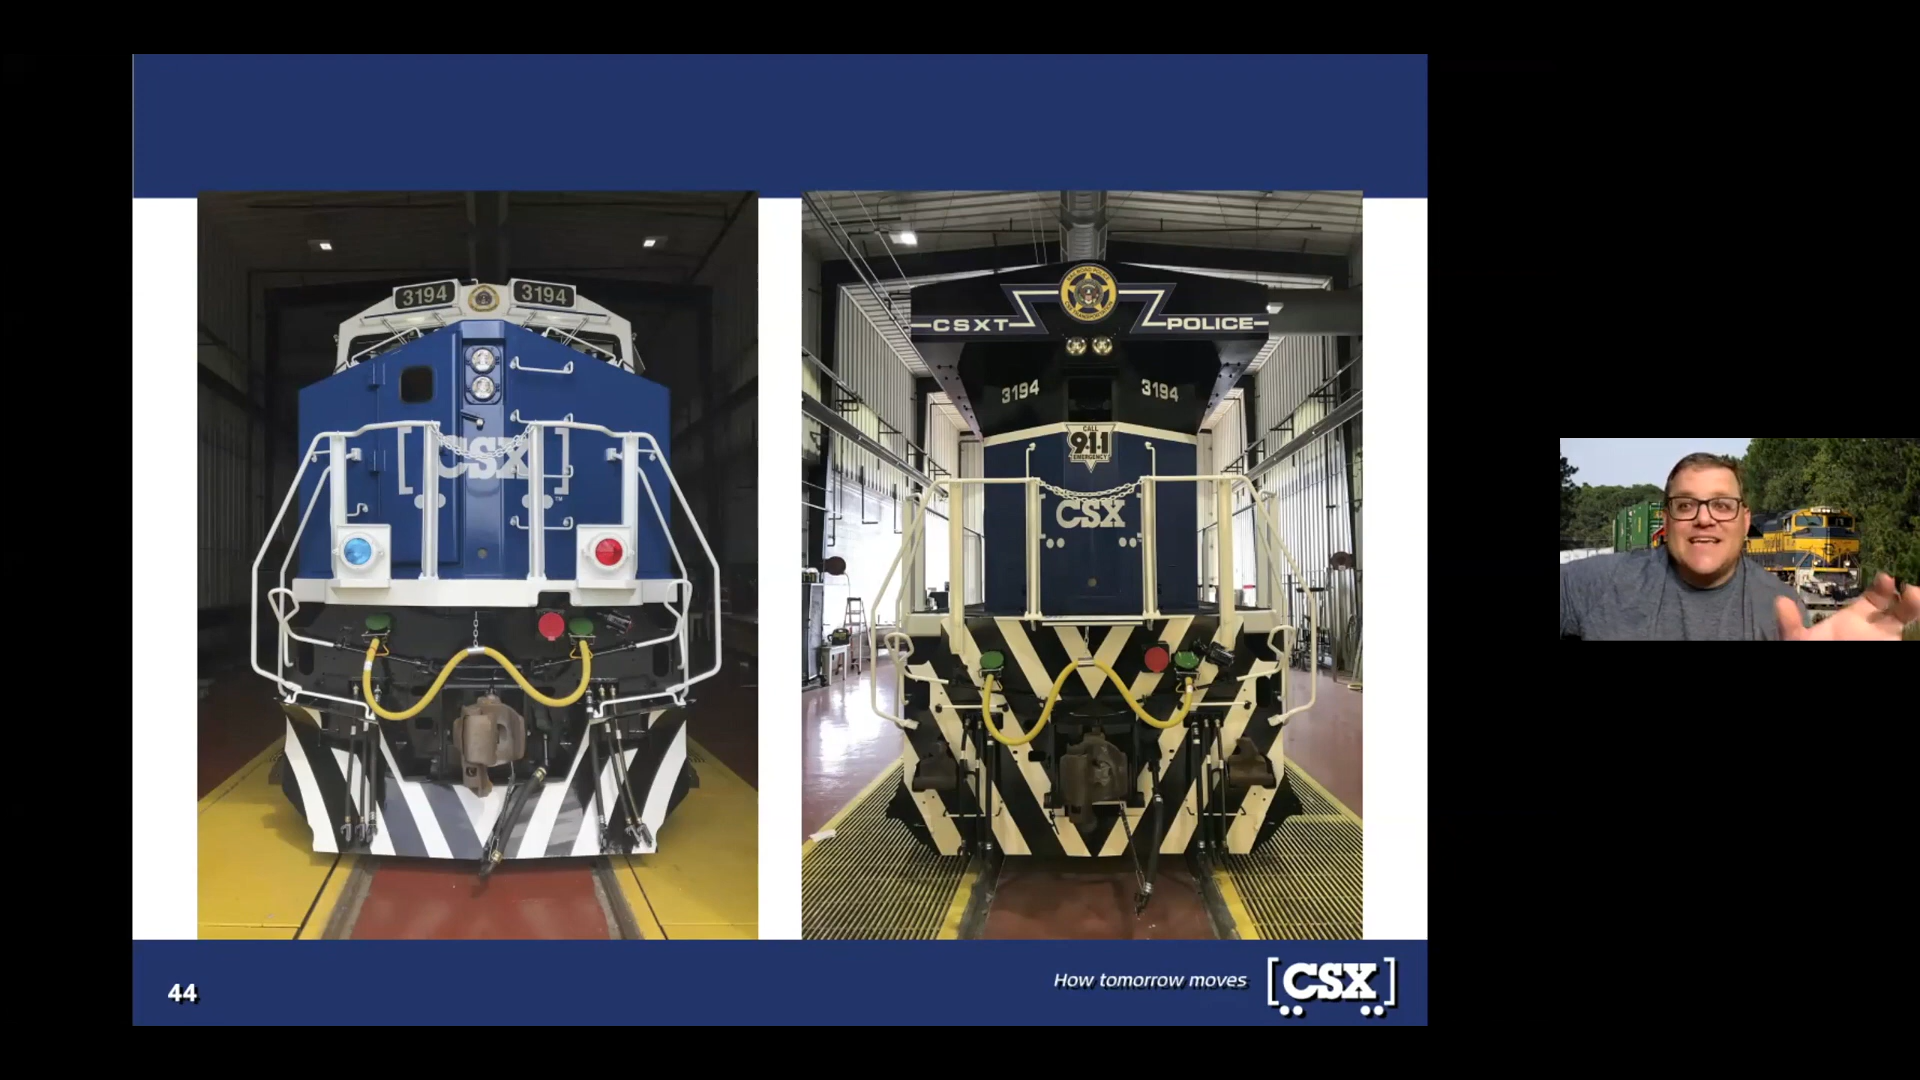 3194
3194
CSX
CSXT
POLICE
3194
3194
CALL
911
EMERGENCY
CSX
44
How tomorrow moves
[CSX]